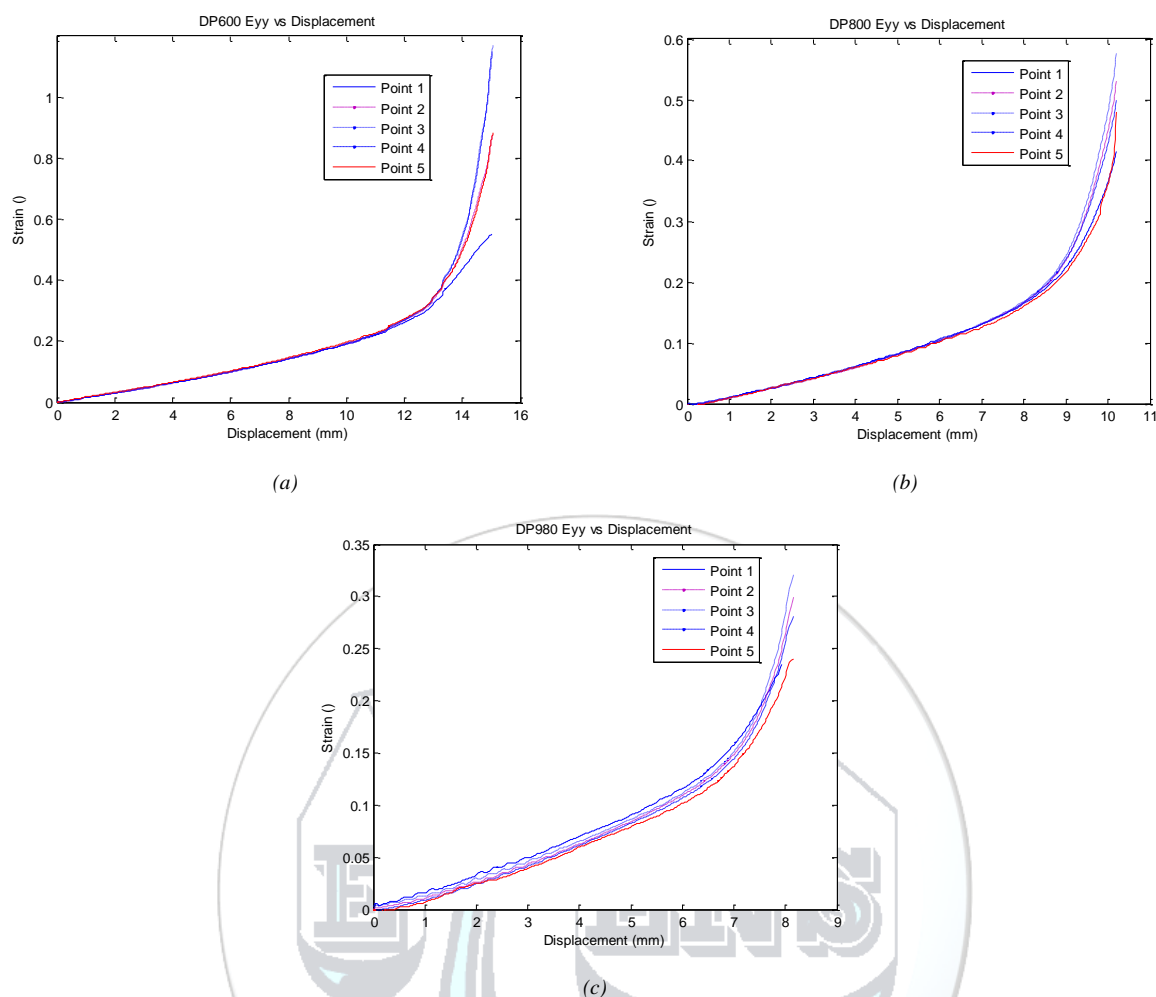 DP600 Eyy vs Displacement
1
0.8
0.6
0.4
0.2
0
Strain ()
Point 1
Point 2
Point 3
Point 4
Point 5
0 2 4 6 8 10 12 14 16
Displacement (mm)
(a)
DP800 Eyy vs Displacement
0.6
0.5
0.4
0.3
0.2
0.1
0
Strain ()
Point 1
Point 2
Point 3
Point 4
Point 5
0 1 2 3 4 5 6 7 8 9 10 11
Displacement (mm)
(b)
DP980 Eyy vs Displacement
0.35
0.3
0.25
0.2
0.15
0.1
0.05
0
Strain ()
Point 1
Point 2
Point 3
Point 4
Point 5
0 1 2 3 4 5 6 7 8 9
Displacement (mm)
(c)